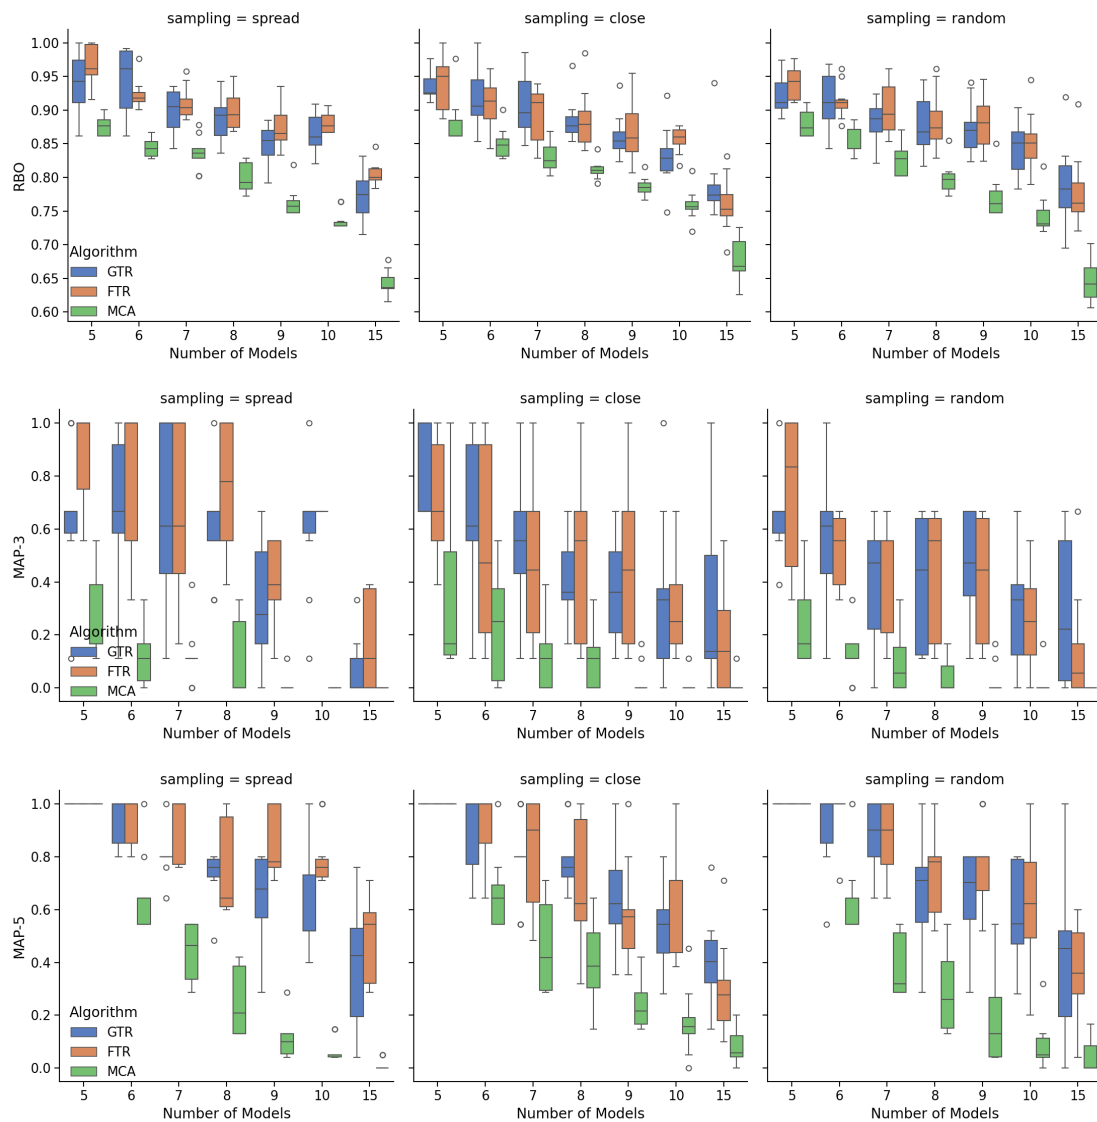 sampling = spread
sampling = close
sampling = random
RBO
1.00
0.95
0.90
0.85
0.80
0.75
0.70
0.65
0.60
Algorithm
GTR
FTR
MCA
5 6 7 8 9 10 15
5 6 7 8 9 10 15
5 6 7 8 9 10 15
Number of Models
Number of Models
Number of Models
sampling = spread
sampling = close
sampling = random
MAP-3
1.0
0.8
0.6
0.4
0.2
0.0
Algorithm
GTR
FTR
MCA
5 6 7 8 9 10 15
5 6 7 8 9 10 15
5 6 7 8 9 10 15
Number of Models
Number of Models
Number of Models
sampling = spread
sampling = close
sampling = random
MAP-5
1.0
0.8
0.6
0.4
0.2
0.0
Algorithm
GTR
FTR
MCA
5 6 7 8 9 10 15
5 6 7 8 9 10 15
5 6 7 8 9 10 15
Number of Models
Number of Models
Number of Models